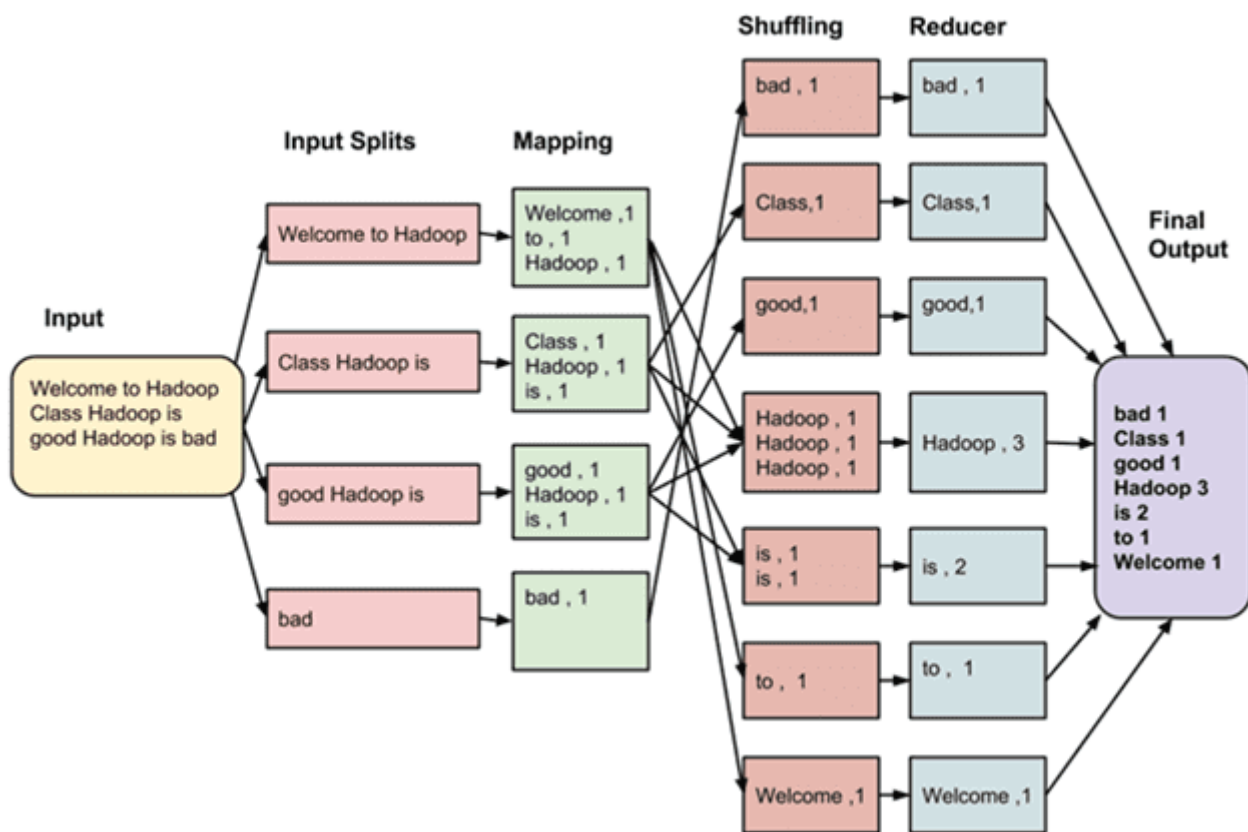 Input
Welcome to Hadoop
Class Hadoop is
good Hadoop is bad
Input Splits
Welcome to Hadoop
Class Hadoop is
good Hadoop is
bad
Mapping
Welcome ,1
to , 1
Hadoop , 1
Class , 1
Hadoop , 1
is , 1
good , 1
Hadoop , 1
is , 1
bad , 1
Shuffling
bad , 1
Class,1
good,1
Hadoop , 1
Hadoop , 1
Hadoop , 1
is , 1
is , 1
to , 1
Welcome ,1
Reducer
bad , 1
Class,1
good,1
Hadoop , 3
is , 2
to , 1
Welcome ,1
Final
Output
bad 1
Class 1
good 1
Hadoop 3
is 2
to 1
Welcome 1